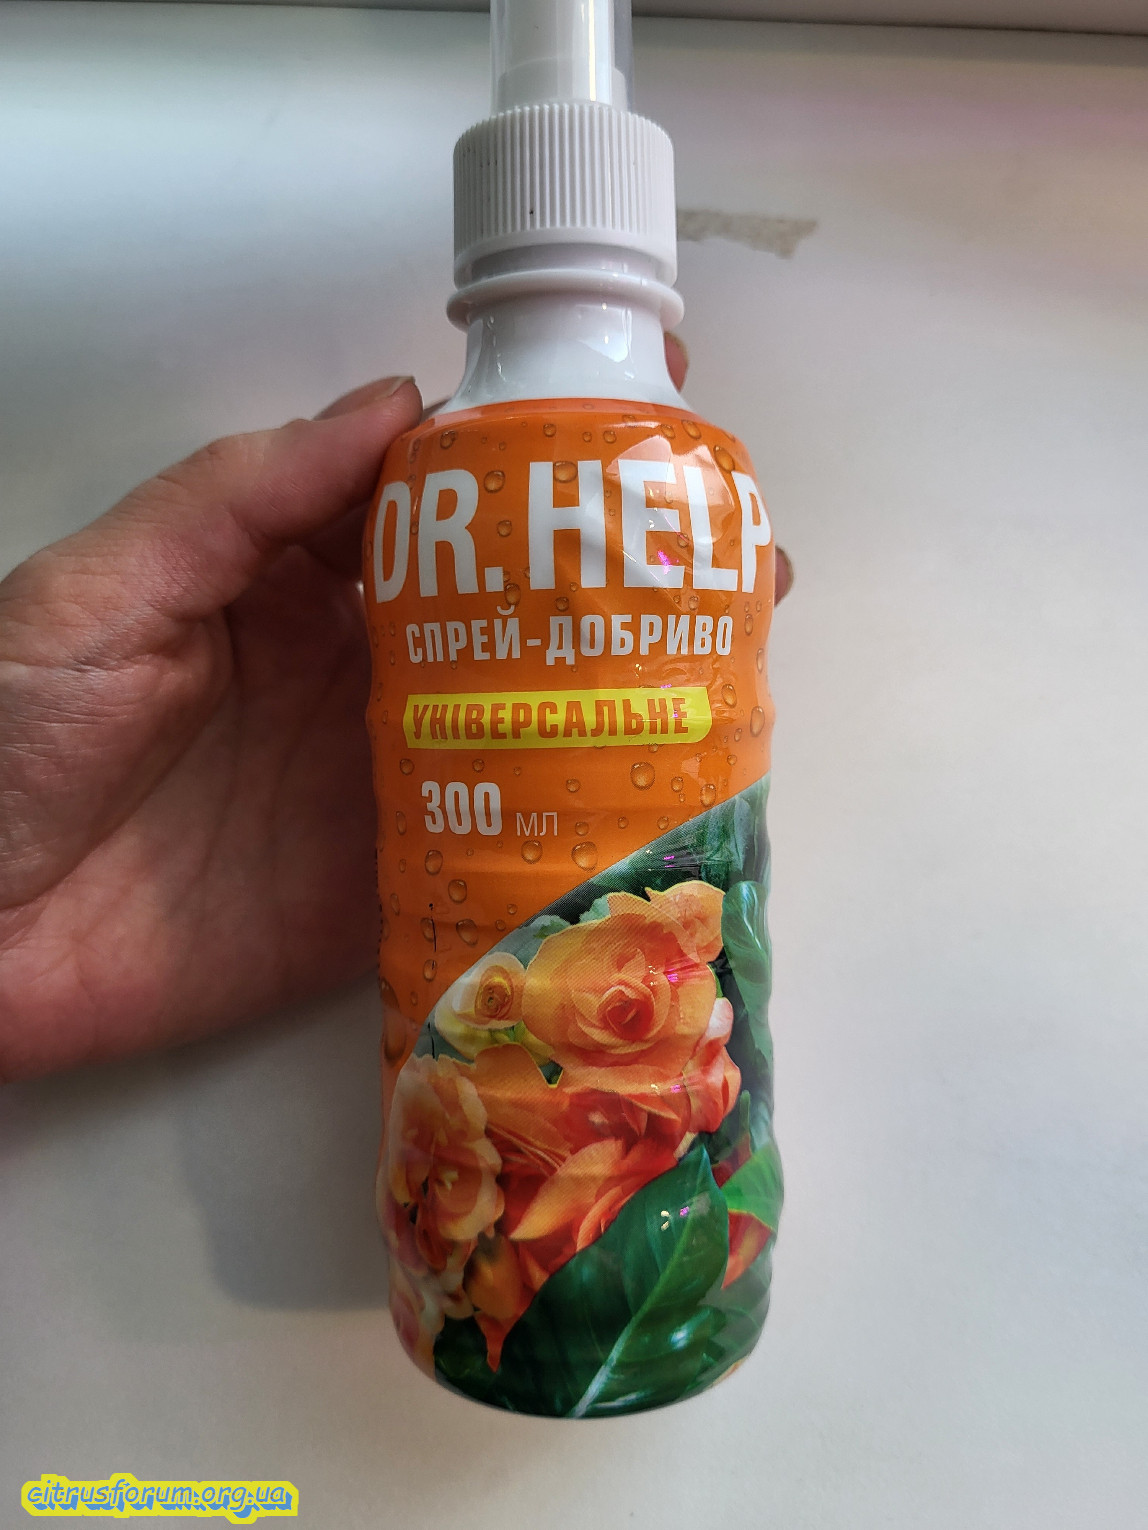 DR. HELP
СПРЕЙ-ДОБРИВО
УНІВЕРСАЛЬНЕ
300 МЛ
citrusforum.org.ua